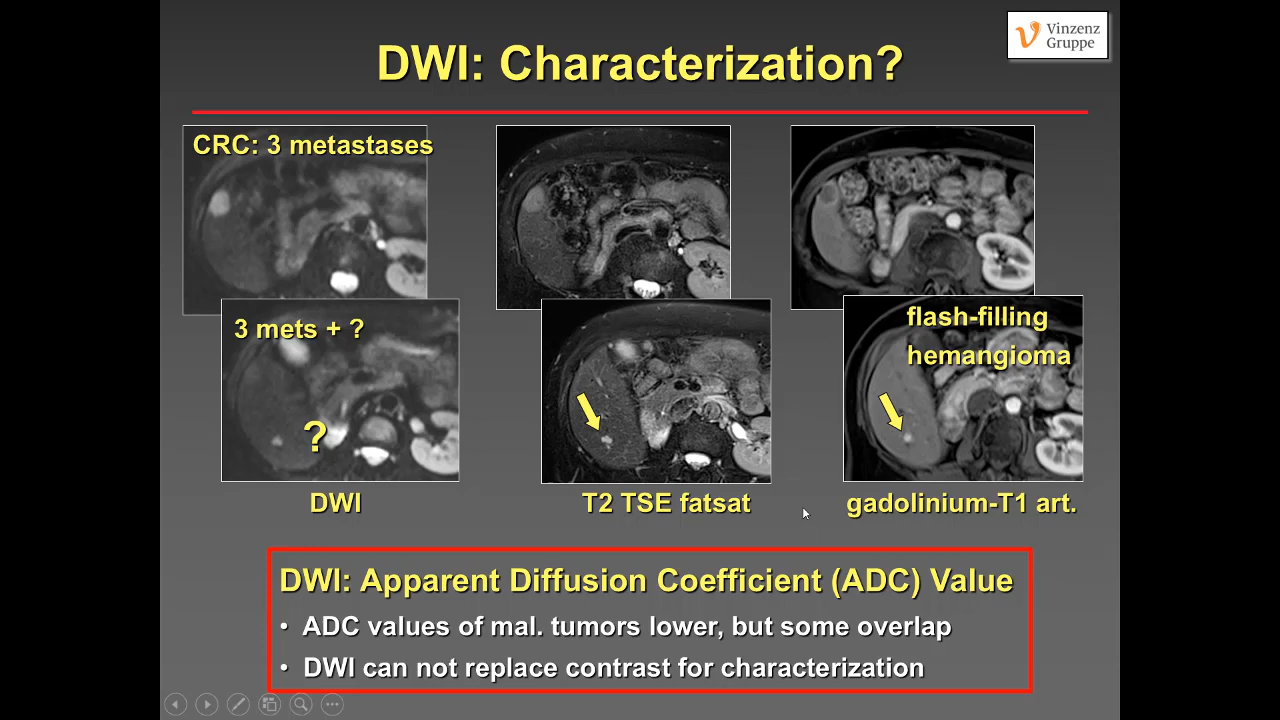 Vinzenz
Gruppe
DWI: Characterization?
CRC: 3 metastases
3 mets + ?
?
flash-filling
hemangioma
DWI
T2 TSE fatsat
gadolinium-T1 art.
DWI: Apparent Diffusion Coefficient (ADC) Value
• ADC values of mal. tumors lower, but some overlap
• DWI can not replace contrast for characterization